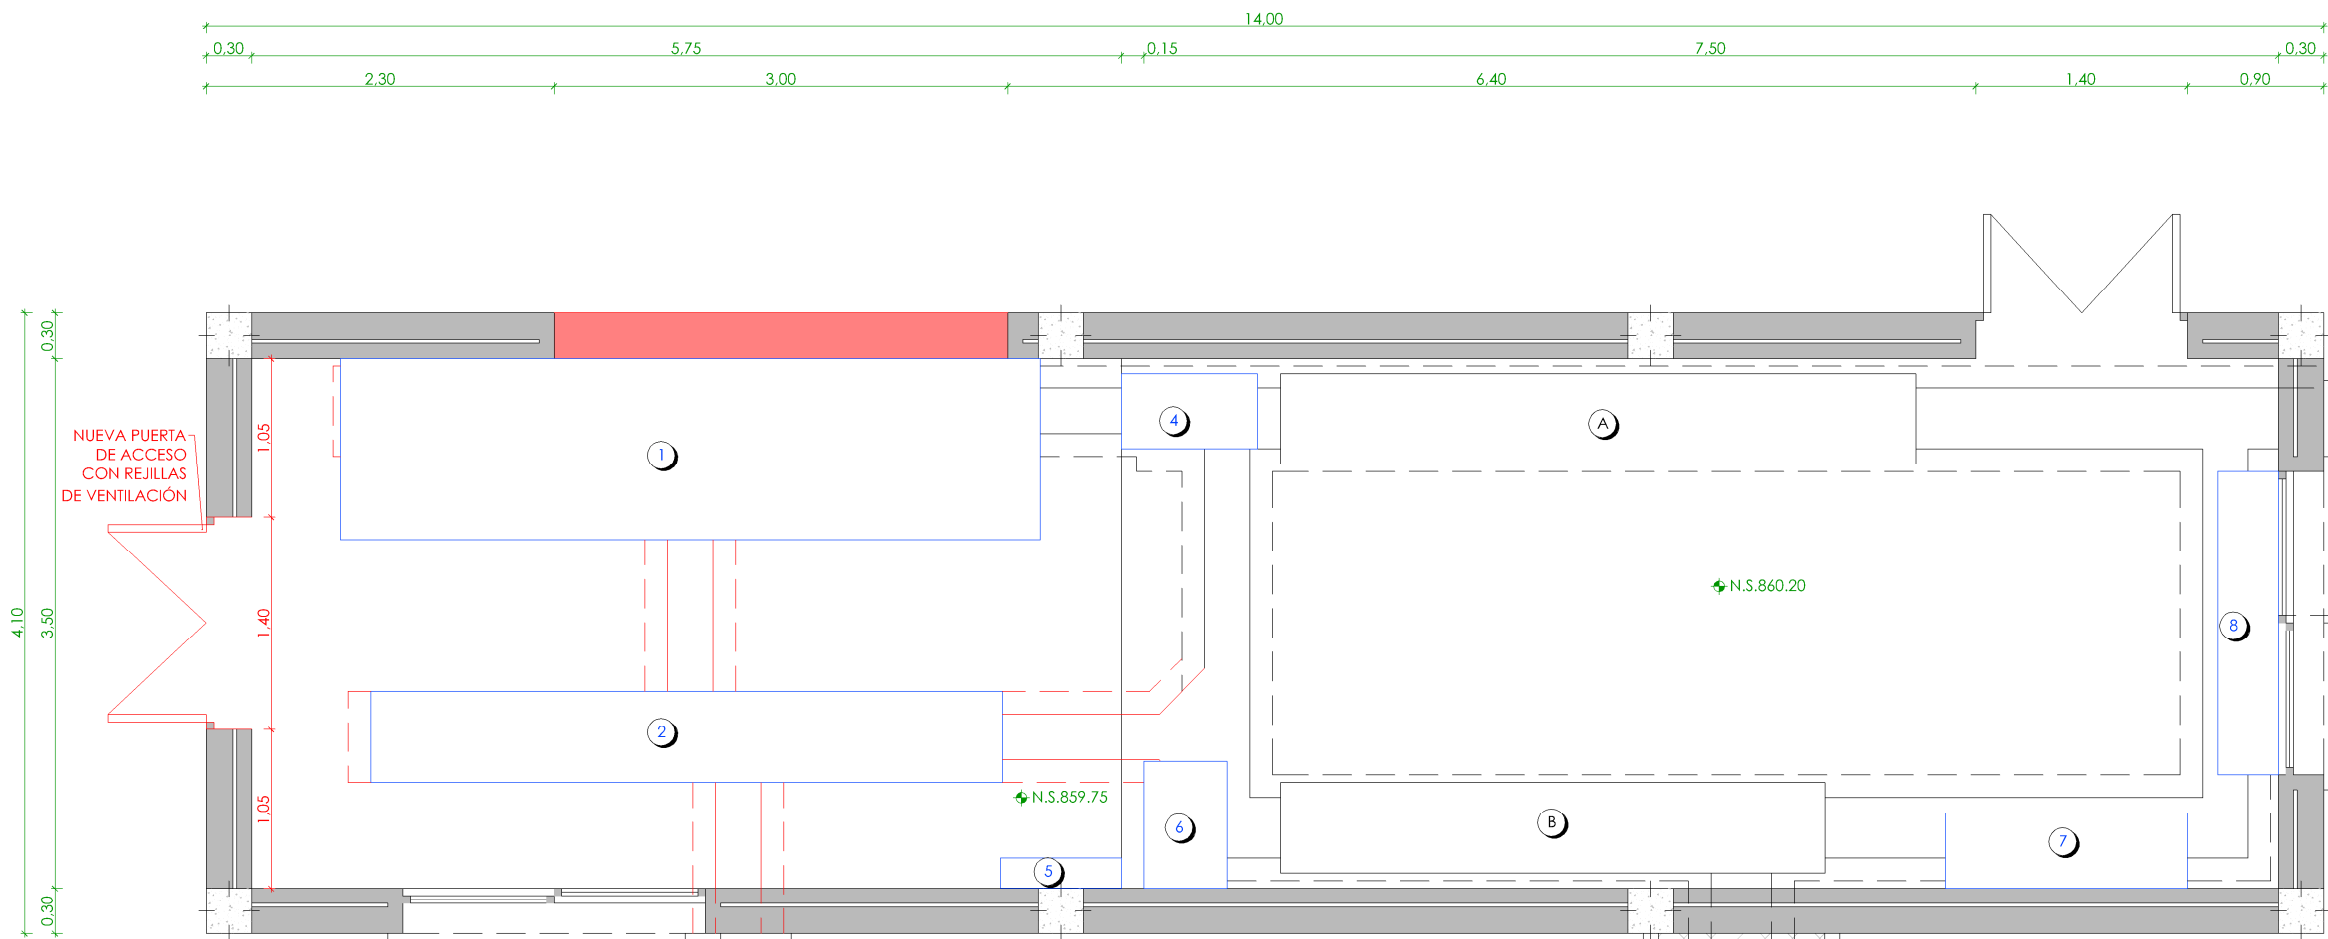 14,00
0,30 5,75 0,15 7,50 0,30
2,30 3,00 6,40 1,40 0,90
0,30
4
A
1,05
NUEVA PUERTA
DE ACCESO
CON REJILLAS
DE VENTILACIÓN
1
N.S.860.20
4,10
3,50
1,40
8
2
N.S.859.75
1,05
6
B
7
5
0,30